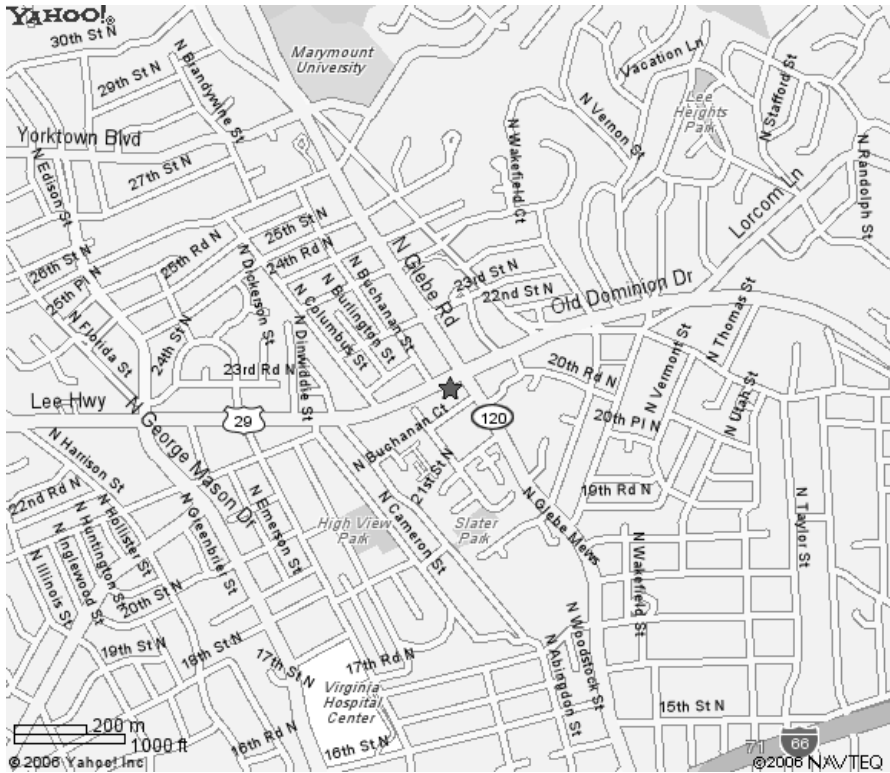 YAHOO!
30th St N
Marymount
University
29th St N
N Brandywine St
Vacation Ln
N Stafford St
Lee
Heights
Park
N Vernon St
Yorktown Blvd
N Wakefield Ct
N Randolph St
N Edison St
27th St N
Lorcom Ln
25th St N
26th St N
25th Rd N
24th Rd N
N Glebe Rd
N Buchanan St
23rd St N
22nd St N
Old Dominion Dr
25th Pl N
N Dickerson St
N Burlington St
N Columbus St
N Florida St
24th St N
N Dinwiddie St
N Thomas St
N Vermont St
23rd Rd N
20th Rd N
Lee Hwy
29
120
N Utah St
20th Pl N
N George Mason Dr
N Buchanan Ct
N Harrison St
21st St N
19th Rd N
22nd Rd N
N Glebe Mews
N Taylor St
N Hollister St
N Huntington St
N Glenbrier St
N Emerson St
High View
Park
N Cameron St
Slater
Park
N Inglewood St
N Illinois St
N Wakefield St
20th St N
19th St N
18th St N
17th St N
17th Rd N
N Woodstock St
N Abingdon St
Virginia
Hospital
Center
15th St N
200 m
1000 ft
16th Rd N
16th St N
71
66
©2006 Yahoo! Inc
©2006 NAVTEQ